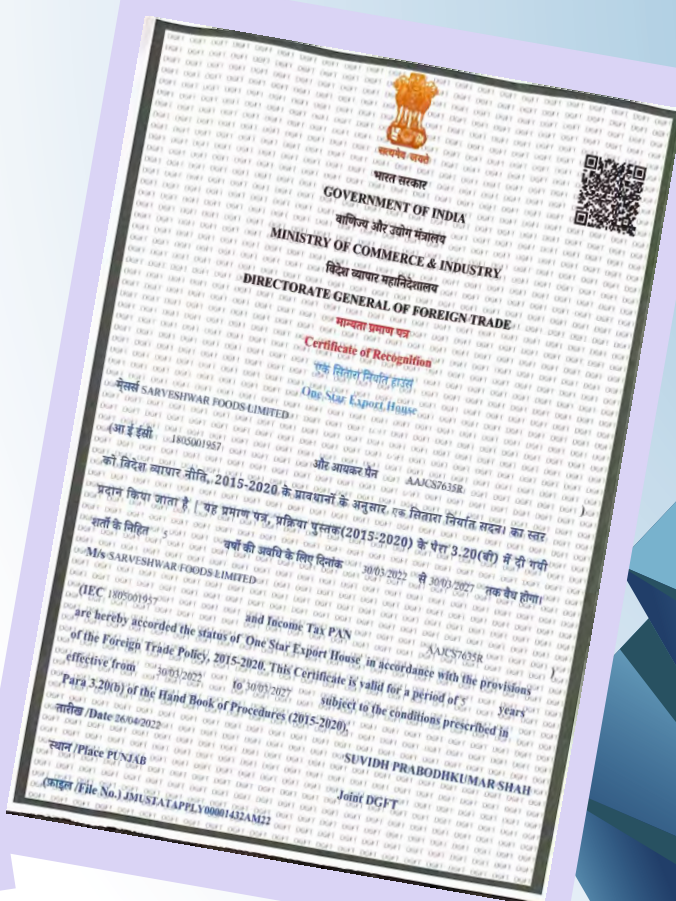 सत्यमेव जयते
भारत सरकार
GOVERNMENT OF INDIA
वाणिज्य और उद्योग मंत्रालय
MINISTRY OF COMMERCE & INDUSTRY
विदेश व्यापार महानिदेशालय
DIRECTORATE GENERAL OF FOREIGN TRADE
मान्यता प्रमाण पत्र
Certificate of Recognition
एक सितारा निर्यात हाउस
One Star Export House
मेसर्स SARVESHWAR FOODS LIMITED
(आ ई ईसी 1805001957 और आयकर पैन AAJCS7635R )
को विदेश व्यापार नीति, 2015-2020 के प्रावधानों के अनुसार एक सितारा निर्यात सदन। का स्तर
प्रदान किया जाता है । यह प्रमाण पत्र, प्रक्रिया पुस्तक(2015-2020) के पैरा 3.20(बी) में दी गयी
शर्तो के निहित 5 वर्षो की अवधि के लिए दिनांक 30/03/2022 से 30/03/2027 तक वैध होगा।
M/s SARVESHWAR FOODS LIMITED
(IEC 1805001957 and Income Tax PAN AAJCS7635R )
are hereby accorded the status of One Star Export House in accordance with the provisions
of the Foreign Trade Policy, 2015-2020. This Certificate is valid for a period of 5 years
effective from 30/03/2022 to 30/03/2027 subject to the conditions prescribed in
Para 3.20(b) of the Hand Book of Procedures (2015-2020).
तारीख /Date 26/04/2022
स्थान /Place PUNJAB
SUVIDH PRABODHKUMAR SHAH
Joint DGFT
(फ़ाइल /File No.) JMUSTATAPPLY00001432AM22